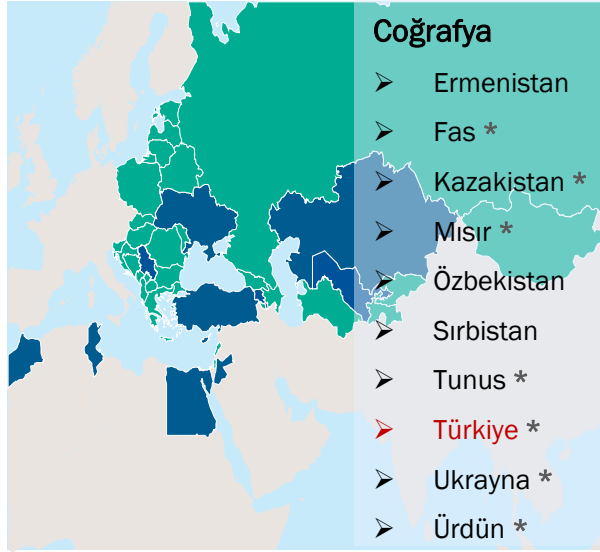 Coğrafya
➢ Ermenistan
➢ Fas *
➢ Kazakistan *
➢ Mısır *
➢ Özbekistan
➢ Sırbistan
➢ Tunus *
➢ Türkiye *
➢ Ukrayna *
➢ Ürdün *